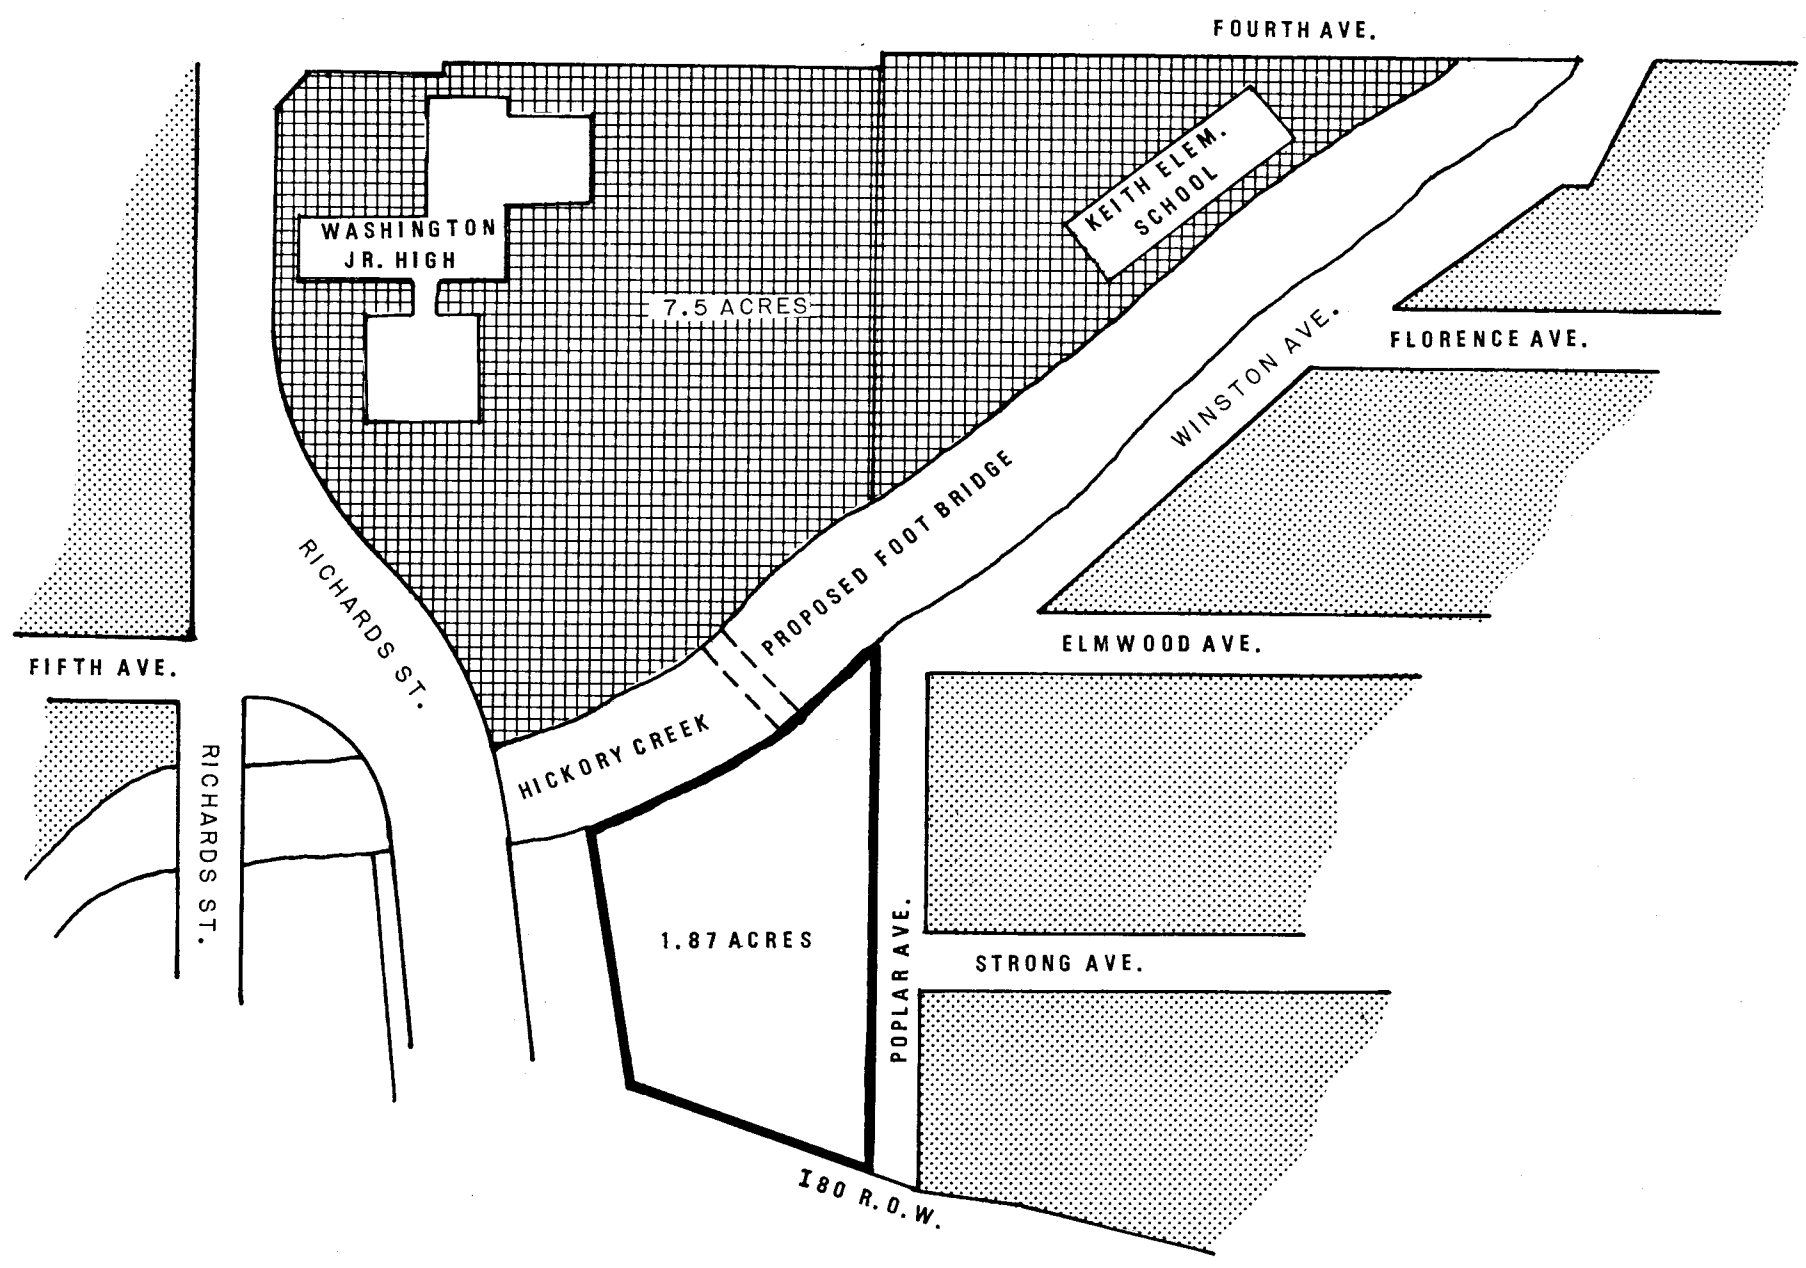 FOURTH AVE.
KEITH ELEM.
SCHOOL
WASHINGTON
JR. HIGH
7.5 ACRES
WINSTON AVE.
FLORENCE AVE.
PROPOSED FOOT BRIDGE
RICHARDS ST.
ELMWOOD AVE.
FIFTH AVE.
HICKORY CREEK
RICHARDS ST.
1.87 ACRES
POPLAR AVE.
STRONG AVE.
I80 R.O.W.